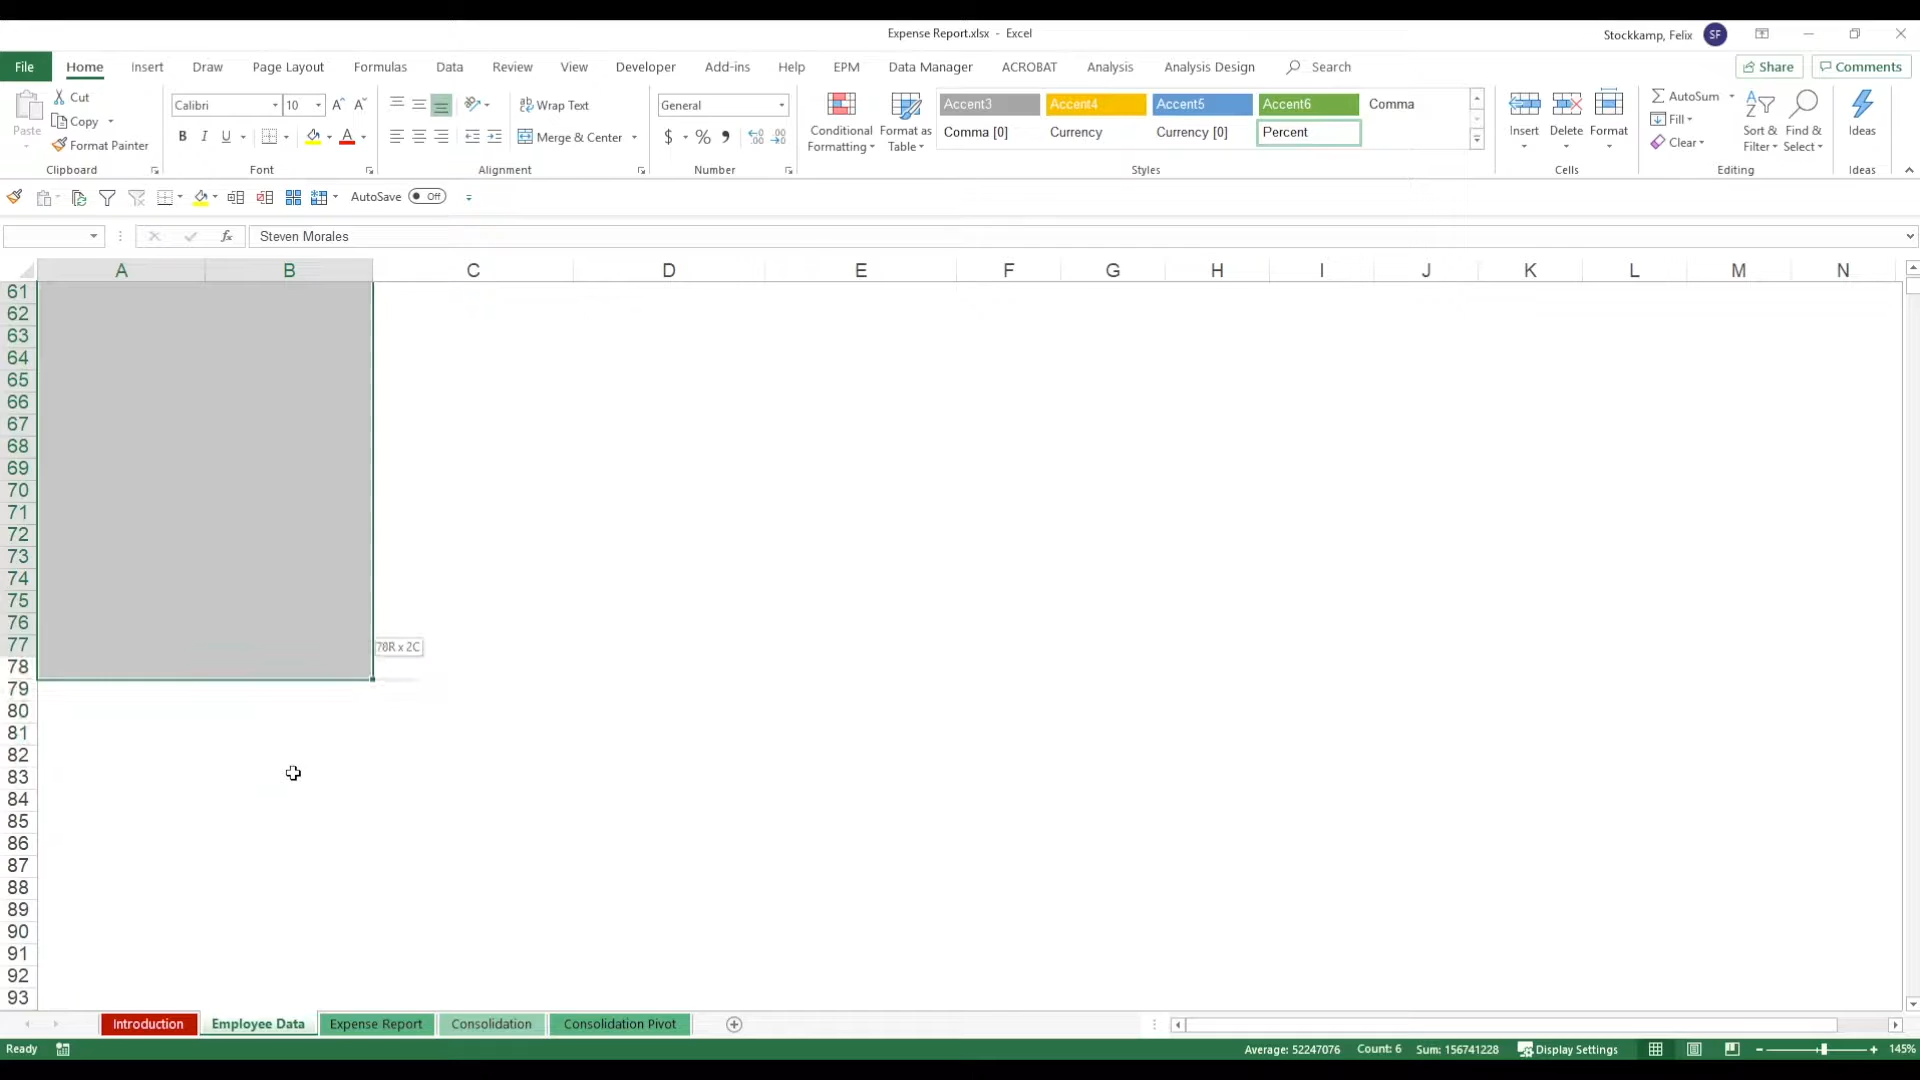 Expense Report.xlsx - Excel
Stockkamp, Felix SF
File Home Insert Draw Page Layout Formulas Data Review View Developer Add-ins Help EPM Data Manager ACROBAT Analysis Analysis Design Search Share Comments
Paste
Cut
Copy
Format Painter
Clipboard
Calibri 10
B I U
Font
Wrap Text
Merge & Center
Alignment
General
$ % ,
Number
Conditional Formatting
Format as Table
Accent3 Accent4 Accent5 Accent6 Comma
Comma [0] Currency Currency [0] Percent
Styles
Insert Delete Format
Cells
AutoSum
Fill
Clear
Sort & Filter
Find & Select
Editing
Ideas
Ideas
AutoSave Off
fx Steven Morales
A B C D E F G H I J K L M N
61
62
63
64
65
66
67
68
69
70
71
72
73
74
75
76
77
78
79
80
81
82
83
84
85
86
87
88
89
90
91
92
93
78R x 2C
Introduction Employee Data Expense Report Consolidation Consolidation Pivot
Ready Average: 52247076 Count: 6 Sum: 156741228 Display Settings 145%